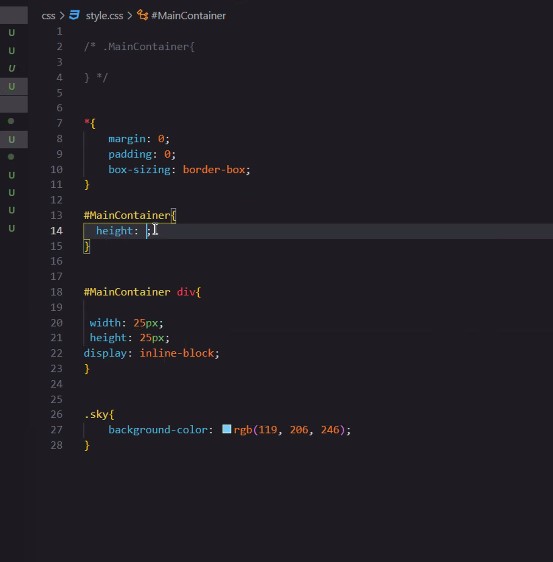 css > style.css > #MainContainer
U 1
U 2 /* .MainContainer{
U 3
U 4 } */
5
6
7 *{
U 8 margin: 0;
9 padding: 0;
U 10 box-sizing: border-box;
U 11 }
U 12
U 13 #MainContainer{
U 14 height: ;
15 }
16
17
18 #MainContainer div{
19
20 width: 25px;
21 height: 25px;
22 display: inline-block;
23 }
24
25
26 .sky{
27 background-color: rgb(119, 206, 246);
28 }